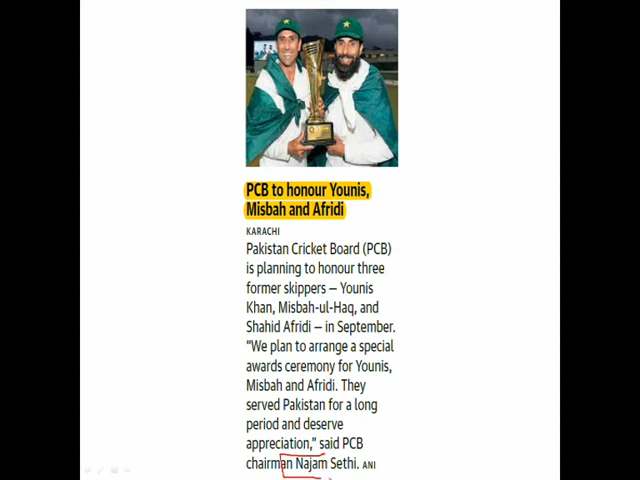 PCB to honour Younis,
Misbah and Afridi
KARACHI
Pakistan Cricket Board (PCB)
is planning to honour three
former skippers — Younis
Khan, Misbah-ul-Haq, and
Shahid Afridi — in September.
“We plan to arrange a special
awards ceremony for Younis,
Misbah and Afridi. They
served Pakistan for a long
period and deserve
appreciation,” said PCB
chairman Najam Sethi. ANI